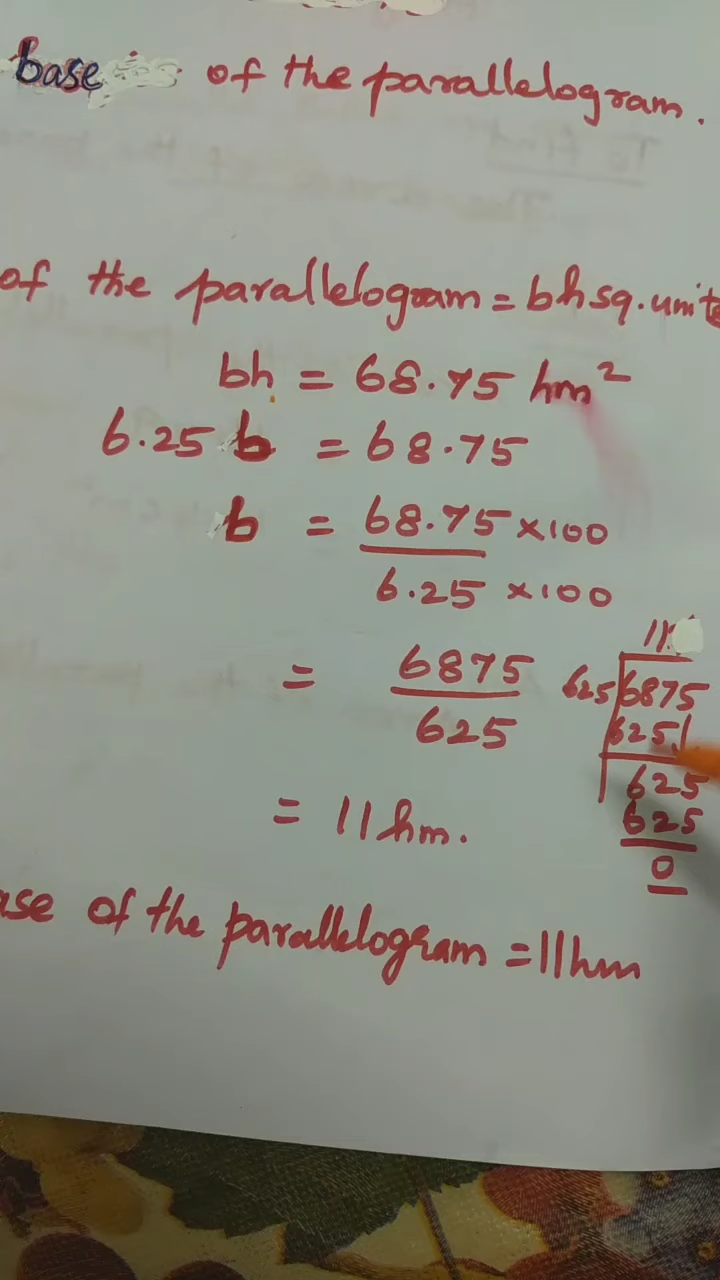 base of the parallelogram.
of the parallelogram = bh sq. units
bh = 68.75 hm²
6.25 b = 68.75
b = 68.75 × 100
6.25 × 100
= 6875
625
= 11 hm.
11
625 6875
625
625
625
0
ase of the parallelogram = 11 hm